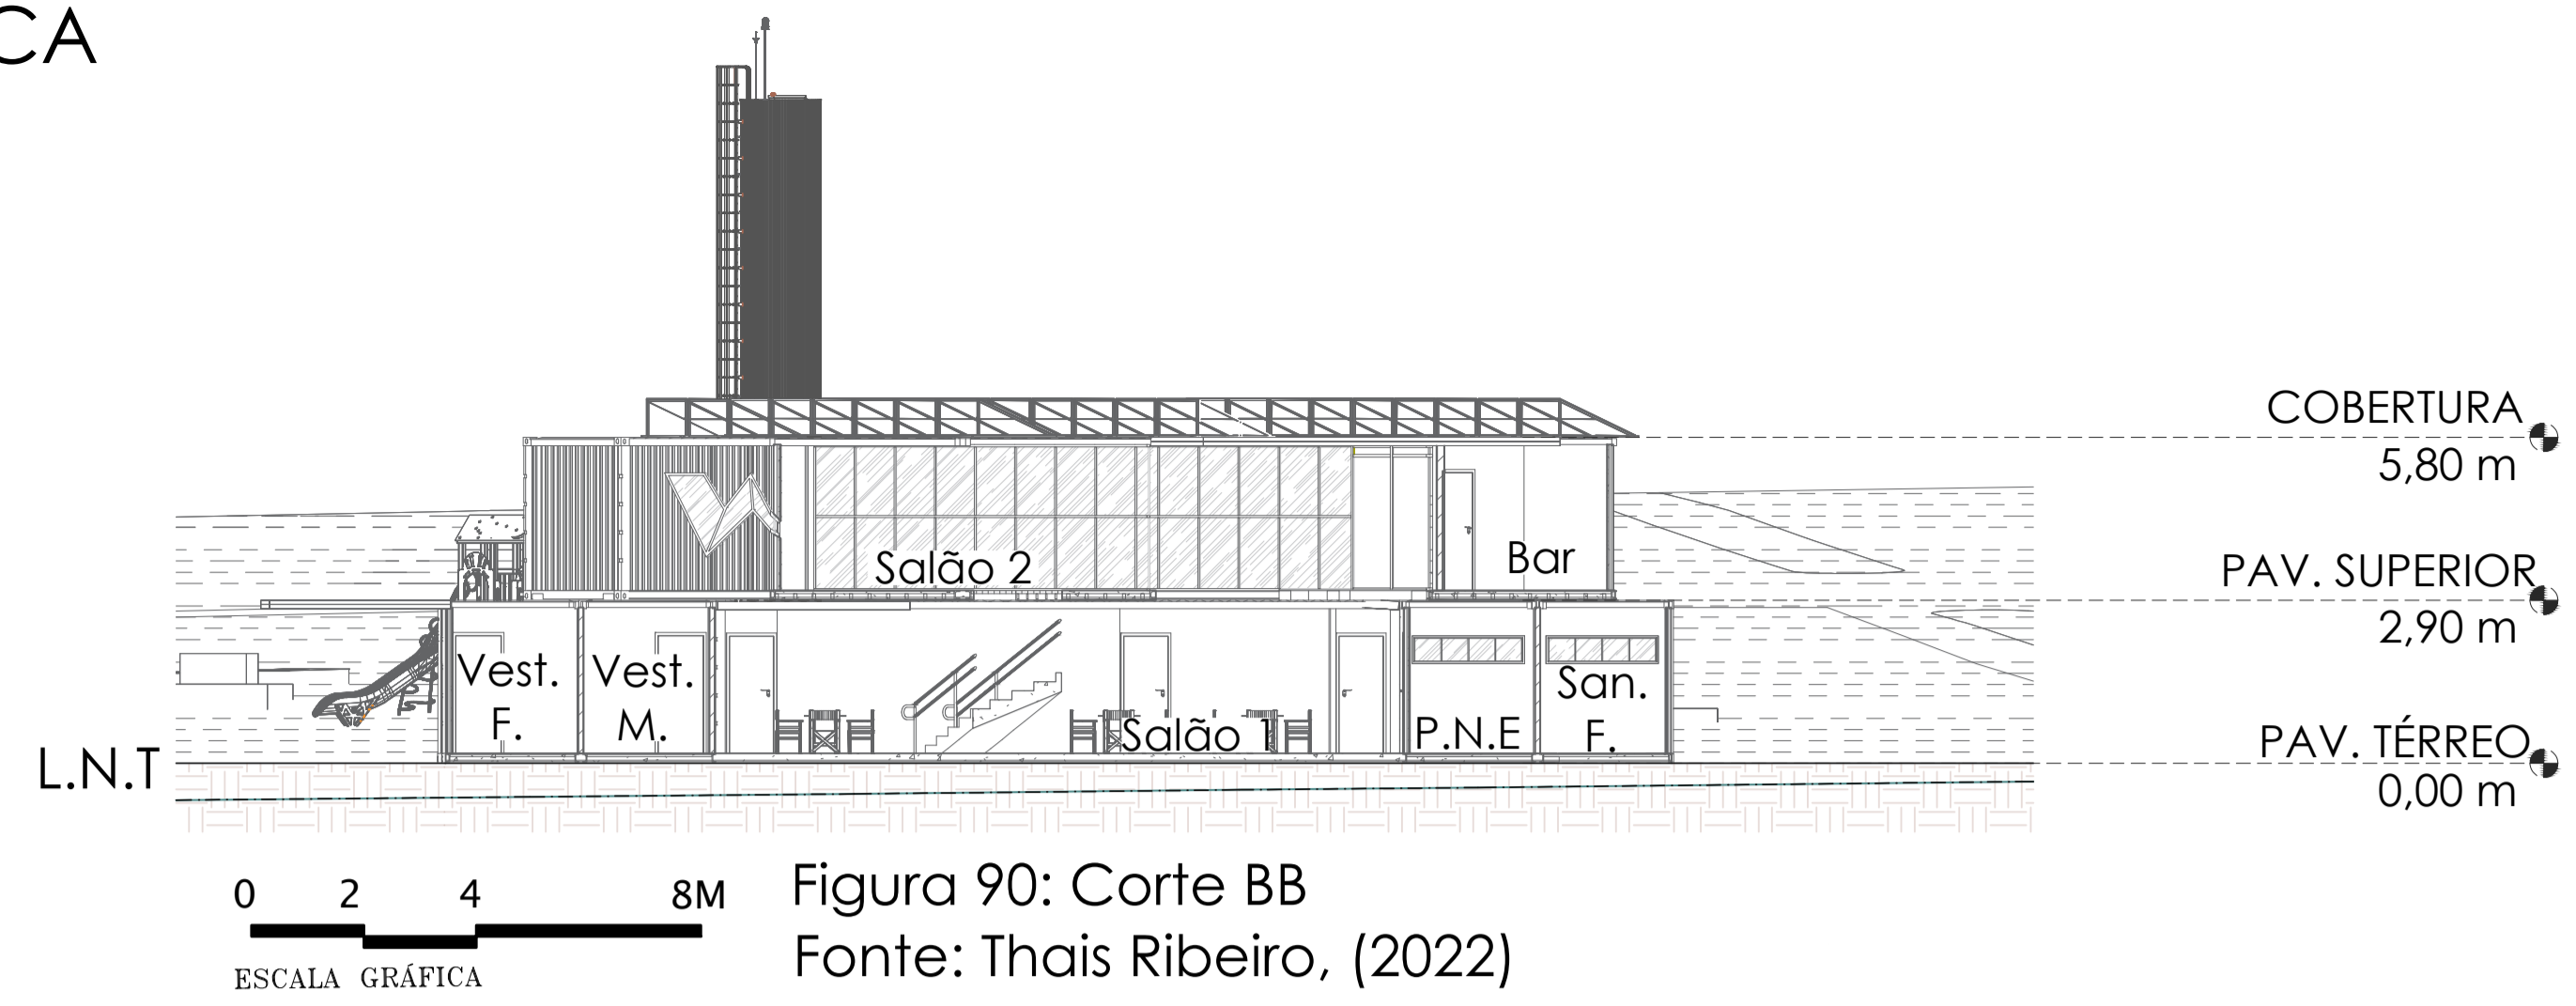 CA
COBERTURA
5,80 m
Salão 2
Bar
PAV. SUPERIOR
2,90 m
Vest.
F.
Vest.
M.
Salão 1
P.N.E
San.
F.
PAV. TÉRREO
0,00 m
L.N.T
0 2 4 8M
ESCALA GRÁFICA
Figura 90: Corte BB
Fonte: Thais Ribeiro, (2022)